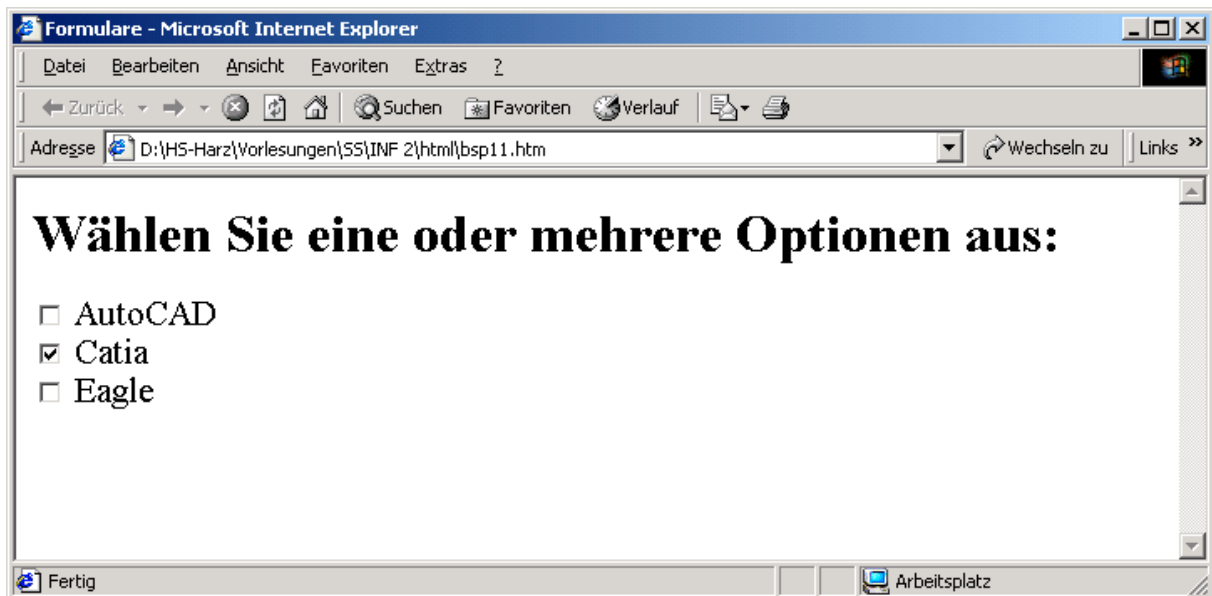 Formulare - Microsoft Internet Explorer
Datei Bearbeiten Ansicht Favoriten Extras ?
Zurück Suchen Favoriten Verlauf
Adresse D:\HS-Harz\Vorlesungen\SS\INF 2\html\bsp11.htm Wechseln zu Links »
Wählen Sie eine oder mehrere Optionen aus:
AutoCAD
Catia
Eagle
Fertig Arbeitsplatz